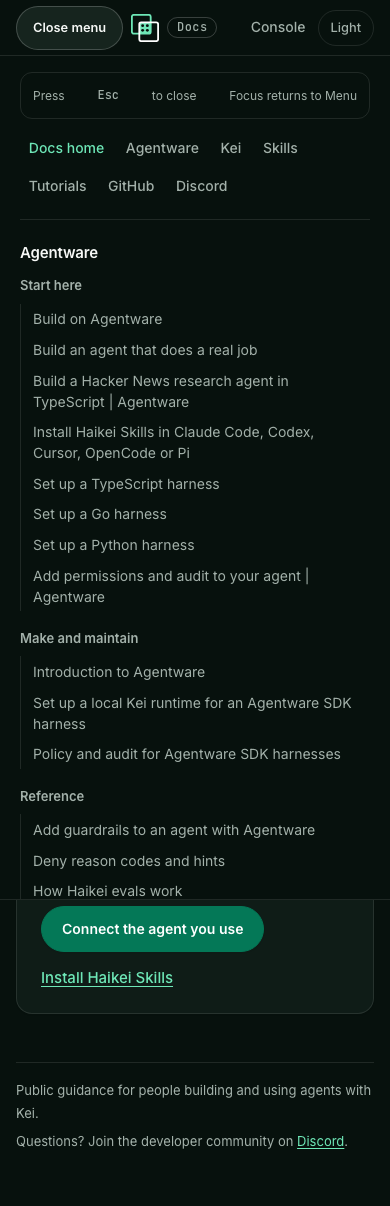 Close menu Docs Console Light
Press Esc to close Focus returns to Menu
Docs home Agentware Kei Skills
Tutorials GitHub Discord
Agentware
Start here
Build on Agentware
Build an agent that does a real job
Build a Hacker News research agent in
TypeScript | Agentware
Install Haikei Skills in Claude Code, Codex,
Cursor, OpenCode or Pi
Set up a TypeScript harness
Set up a Go harness
Set up a Python harness
Add permissions and audit to your agent |
Agentware
Make and maintain
Introduction to Agentware
Set up a local Kei runtime for an Agentware SDK
harness
Policy and audit for Agentware SDK harnesses
Reference
Add guardrails to an agent with Agentware
Deny reason codes and hints
How Haikei evals work
Connect the agent you use
Install Haikei Skills
Public guidance for people building and using agents with
Kei.
Questions? Join the developer community on Discord.